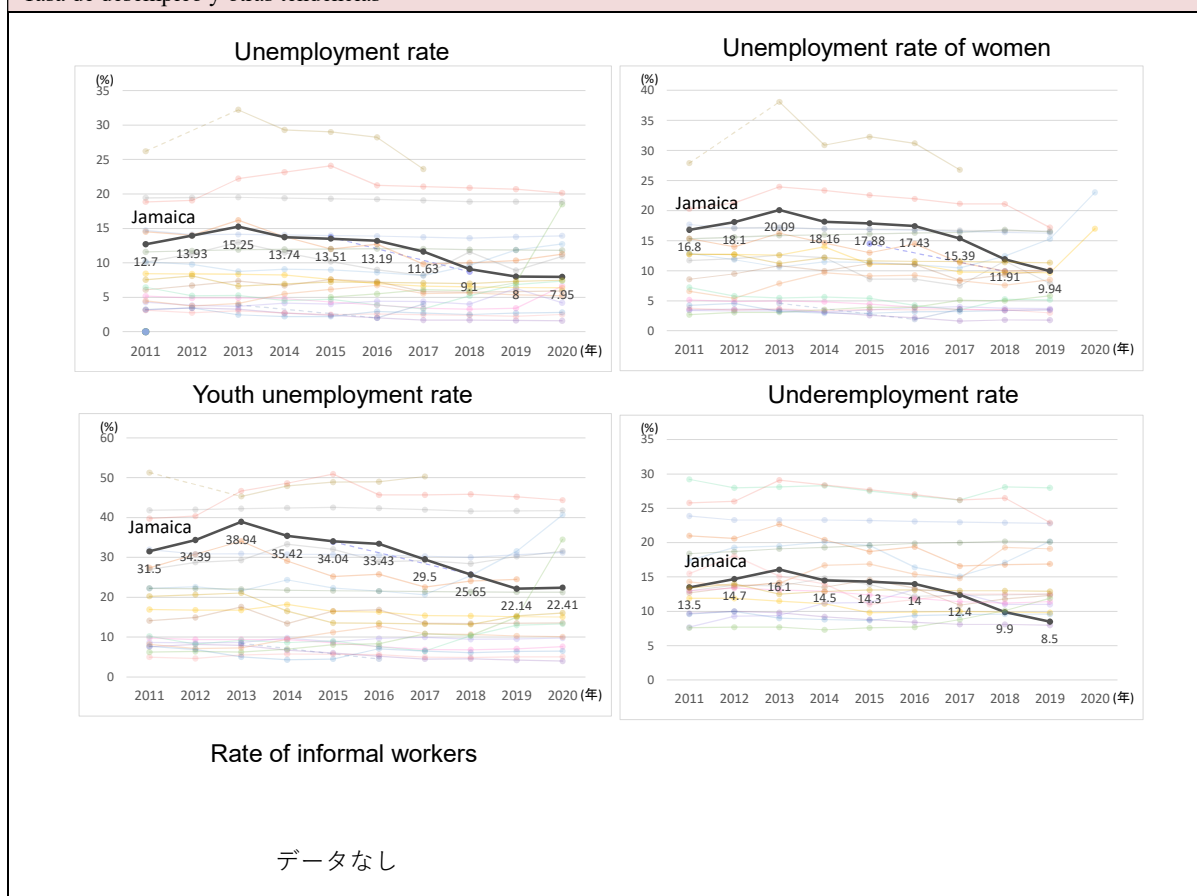 Casa de desempleo y otras tendencias
Unemployment rate
(%)
35
30
25
20
15
10
5
0
Jamaica
12.7 13.93 15.25 13.74 13.51 13.19 11.63 9.1 8 7.95
2011 2012 2013 2014 2015 2016 2017 2018 2019 2020 (年)
Unemployment rate of women
(%)
40
35
30
25
20
15
10
5
0
Jamaica
16.8 18.1 20.09 18.16 17.88 17.43 15.39 11.91 9.94
2011 2012 2013 2014 2015 2016 2017 2018 2019 2020 (年)
Youth unemployment rate
(%)
60
50
40
30
20
10
0
Jamaica
31.5 34.39 38.94 35.42 34.04 33.43 29.5 25.65 22.14 22.41
2011 2012 2013 2014 2015 2016 2017 2018 2019 2020 (年)
Underemployment rate
(%)
35
30
25
20
15
10
5
0
Jamaica
13.5 14.7 16.1 14.5 14.3 14 12.4 9.9 8.5
2011 2012 2013 2014 2015 2016 2017 2018 2019 2020 (年)
Rate of informal workers
データなし